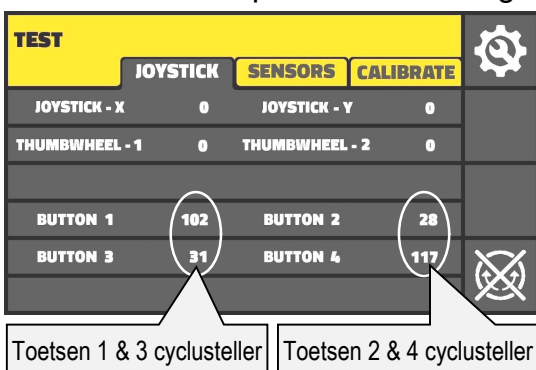 TEST
JOYSTICK SENSORS CALIBRATE
JOYSTICK - X 0 JOYSTICK - Y 0
THUMBWHEEL - 1 0 THUMBWHEEL - 2 0
BUTTON 1 102 BUTTON 2 28
BUTTON 3 31 BUTTON 4 117
Toetsen 1 & 3 cyclusteller Toetsen 2 & 4 cyclusteller